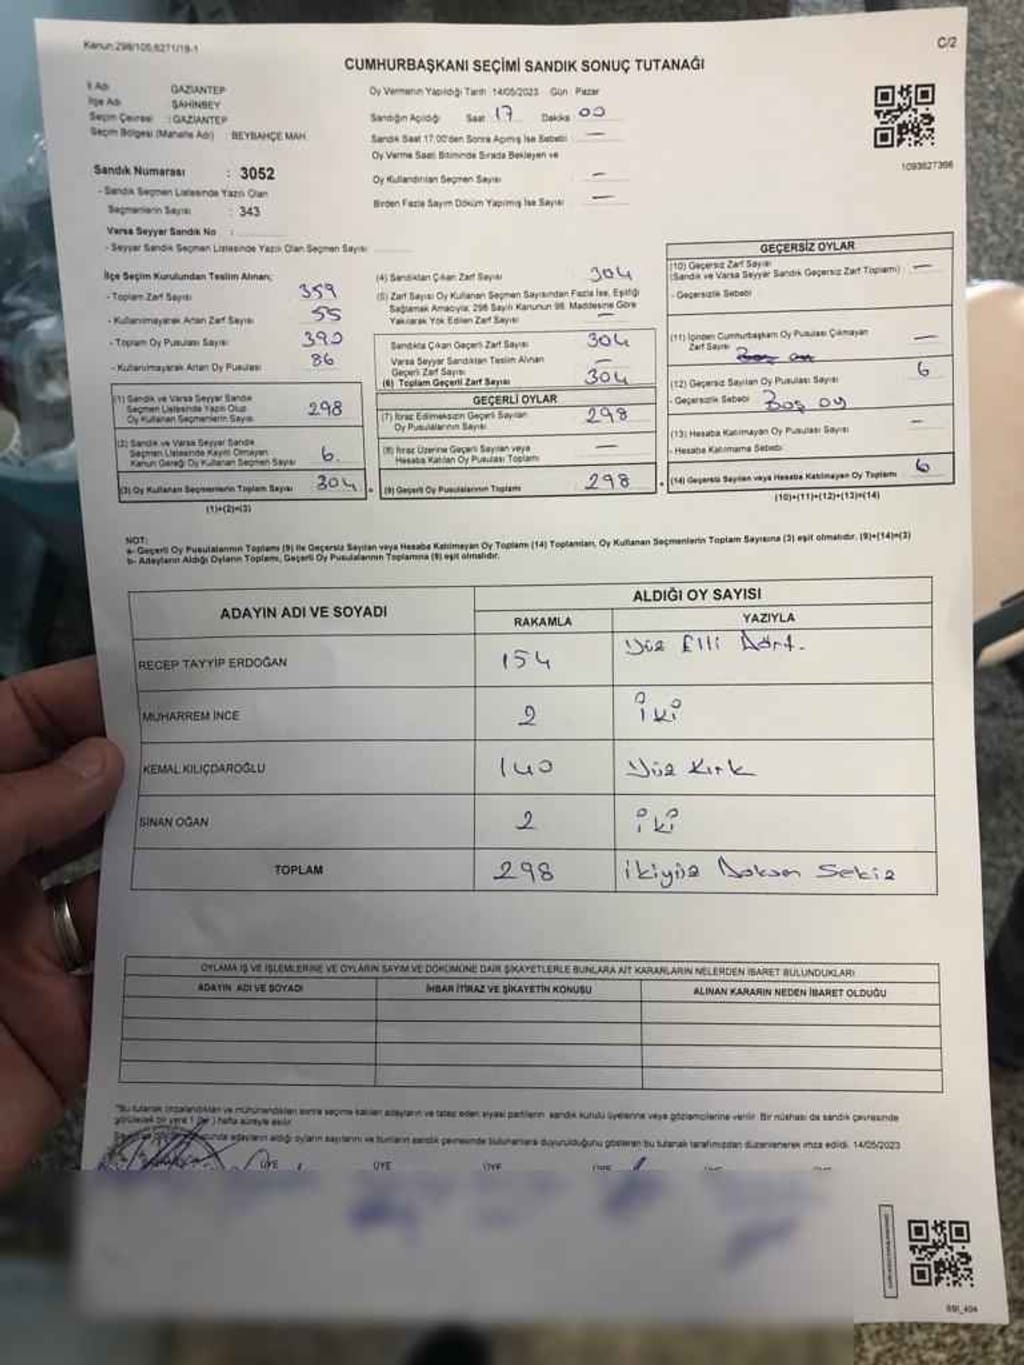 Kanun:298/105,6271/19-1
C/2
CUMHURBAŞKANI SEÇİMİ SANDIK SONUÇ TUTANAĞI
İl Adı GAZİANTEP
İlçe Adı ŞAHİNBEY
Seçim Çevresi : GAZİANTEP
Seçim Bölgesi (Mahalle Adı) : BEYBAHÇE MAH.
Oy Vermenin Yapıldığı Tarih 14/05/2023 Gün Pazar
Sandığın Açıldığı Saat 17 Dakika 00
Sandık Saat 17:00'den Sonra Açılmış İse Sebebi —
Oy Verme Saati Bitiminde Sırada Bekleyen ve
Oy Kullandırılan Seçmen Sayısı —
Birden Fazla Sayım Döküm Yapılmış İse Sayısı —
1093627366
Sandık Numarası : 3052
- Sandık Seçmen Listesinde Yazılı Olan
Seçmenlerin Sayısı : 343
Varsa Seyyar Sandık No :
- Seyyar Sandık Seçmen Listesinde Yazılı Olan Seçmen Sayısı
İlçe Seçim Kurulundan Teslim Alınan;
- Toplam Zarf Sayısı 359
- Kullanılmayarak Artan Zarf Sayısı 55
- Toplam Oy Pusulası Sayısı 390
- Kullanılmayarak Artan Oy Pusulası 86
(1) Sandık ve Varsa Seyyar Sandık
Seçmen Listesinde Yazılı Olup
Oy Kullanan Seçmenlerin Sayısı 298
(2) Sandık ve Varsa Seyyar Sandık
Seçmen Listesinde Kayıtlı Olmayan
Kanun Gereği Oy Kullanan Seçmen Sayısı 6.
(3) Oy Kullanan Seçmenlerin Toplam Sayısı 304
(1)+(2)=(3)
(4) Sandıktan Çıkan Zarf Sayısı 304
(5) Zarf Sayısı Oy Kullanan Seçmen Sayısından Fazla İse, Eşitliği
Sağlamak Amacıyla; 298 Sayılı Kanunun 98. Maddesine Göre
Yakılarak Yok Edilen Zarf Sayısı —
Sandıkta Çıkan Geçerli Zarf Sayısı 304
Varsa Seyyar Sandıktan Teslim Alınan
Geçerli Zarf Sayısı —
(6) Toplam Geçerli Zarf Sayısı 304
GEÇERLİ OYLAR
(7) İtiraz Edilmeksizin Geçerli Sayılan
Oy Pusulalarının Sayısı 298
(8) İtiraz Üzerine Geçerli Sayılan veya
Hesaba Katılan Oy Pusulası Toplamı —
(9) Geçerli Oy Pusulalarının Toplamı 298
GEÇERSİZ OYLAR
(10) Geçersiz Zarf Sayısı
(Sandık ve Varsa Seyyar Sandık Geçersiz Zarf Toplamı) —
- Geçersizlik Sebebi
(11) İçinden Cumhurbaşkanı Oy Pusulası Çıkmayan
Zarf Sayısı —
(12) Geçersiz Sayılan Oy Pusulası Sayısı 6
- Geçersizlik Sebebi Boş oy
(13) Hesaba Katılmayan Oy Pusulası Sayısı —
- Hesaba Katılmama Sebebi
(14) Geçersiz Sayılan veya Hesaba Katılmayan Oy Toplamı 6
(10)+(11)+(12)+(13)=(14)
NOT:
a- Geçerli Oy Pusulalarının Toplamı (9) ile Geçersiz Sayılan veya Hesaba Katılmayan Oy Toplamı (14) Toplamları, Oy Kullanan Seçmenlerin Toplam Sayısına (3) eşit olmalıdır. (9)+(14)=(3)
b- Adayların Aldığı Oyların Toplamı, Geçerli Oy Pusulalarının Toplamına (9) eşit olmalıdır.
ADAYIN ADI VE SOYADI ALDIĞI OY SAYISI
RAKAMLA YAZIYLA
RECEP TAYYİP ERDOĞAN 154 Yüz Elli Dört.
MUHARREM İNCE 2 iki
KEMAL KILIÇDAROĞLU 140 Yüz Kırk
SİNAN OĞAN 2 iki
TOPLAM 298 ikiyüz Doksan Sekiz
OYLAMA İŞ VE İŞLEMLERİNE VE OYLARIN SAYIM VE DÖKÜMÜNE DAİR ŞİKAYETLERLE BUNLARA AİT KARARLARIN NELERDEN İBARET BULUNDUKLARI
ADAYIN ADI VE SOYADI İHBAR İTİRAZ VE ŞİKAYETİN KONUSU ALINAN KARARIN NEDEN İBARET OLDUĞU
"Bu tutanak imzalandıktan ve mühürlendikten sonra seçime katılan adayların ve talep eden siyasi partilerin sandık kurulu üyelerine veya gözlemcilerine verilir. Bir nüshası da sandık çevresinde
görülebilir bir yere 1 (bir) hafta süreyle asılır.
adayların aldığı oyların sayılarını ve bunların sandık çevresinde bulunanlara duyurulduğunu gösteren bu tutanak tarafımızdan düzenlenerek imza edildi. 14/05/2023
ÜYE ÜYE ÜYE ÜYE
SSI_494